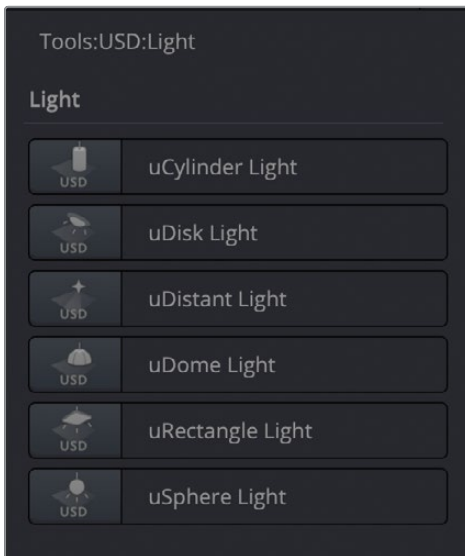 Tools:USD:Light
Light
USD
uCylinder Light
USD
uDisk Light
USD
uDistant Light
USD
uDome Light
USD
uRectangle Light
USD
uSphere Light